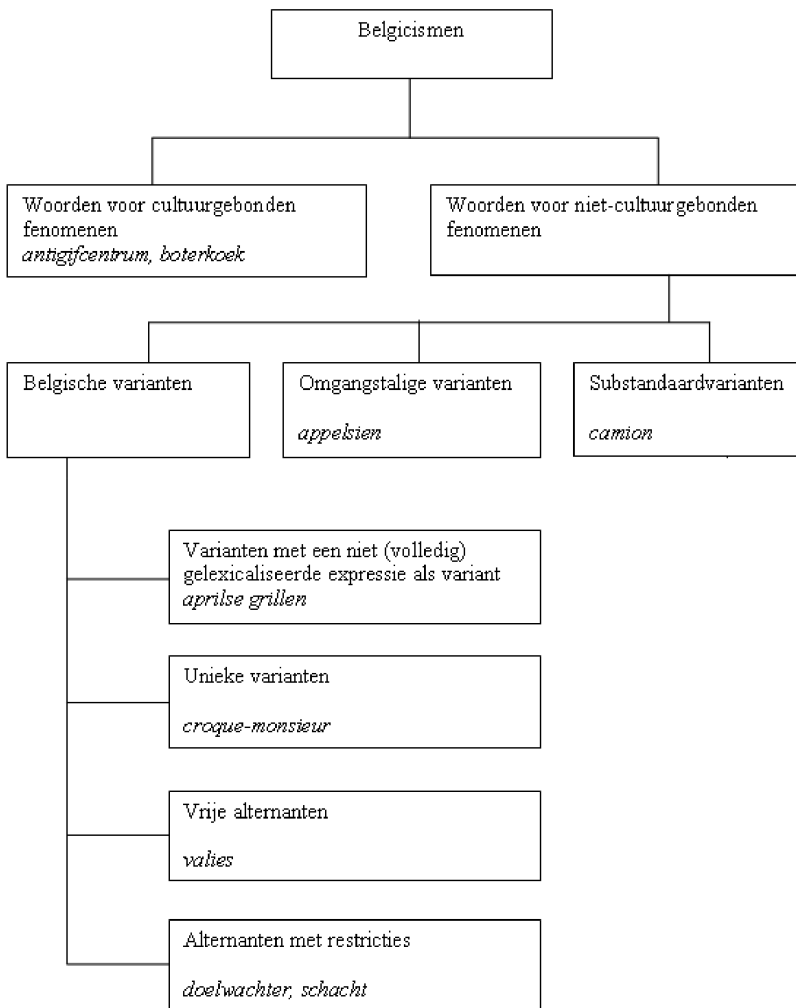 Belgicismen
Woorden voor cultuurgebonden
fenomenen
antigifcentrum, boterkoek
Woorden voor niet-cultuurgebonden
fenomenen
Belgische varianten
Omgangstalige varianten
appelsien
Substandaardvarianten
camion
Varianten met een niet (volledig)
gelexicaliseerde expressie als variant
aprilse grillen
Unieke varianten
croque-monsieur
Vrije alternanten
valies
Alternanten met restricties
doelwachter, schacht